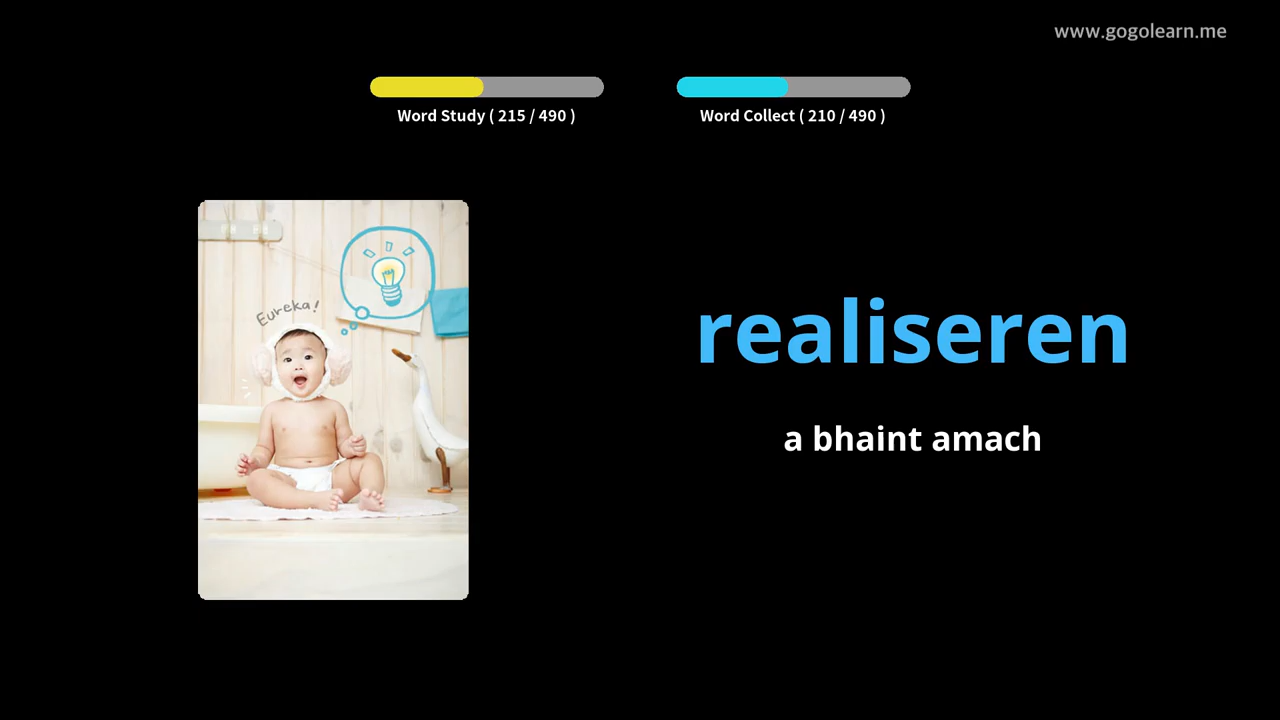 www.gogolearn.me
Word Study ( 215 / 490 )
Word Collect ( 210 / 490 )
Eureka!
realiseren
a bhaint amach